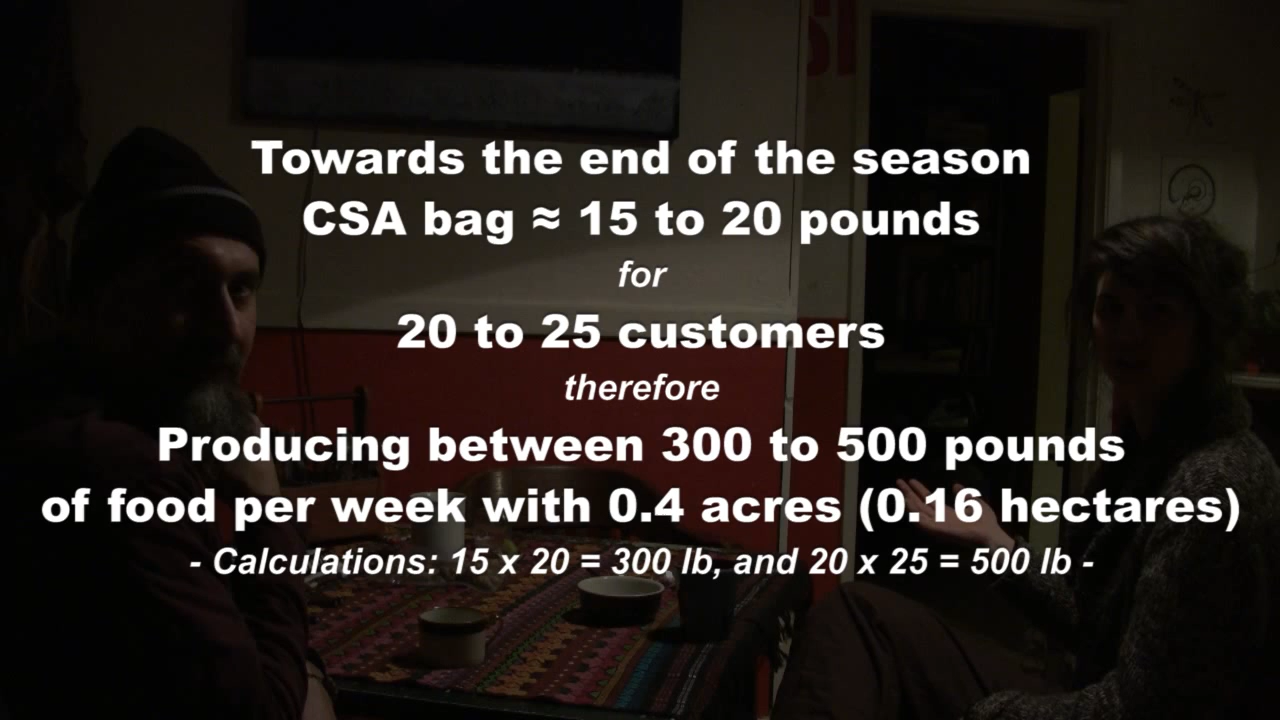 Towards the end of the season
CSA bag ≈ 15 to 20 pounds
for
20 to 25 customers
therefore
Producing between 300 to 500 pounds
of food per week with 0.4 acres (0.16 hectares)
- Calculations: 15 x 20 = 300 lb, and 20 x 25 = 500 lb -